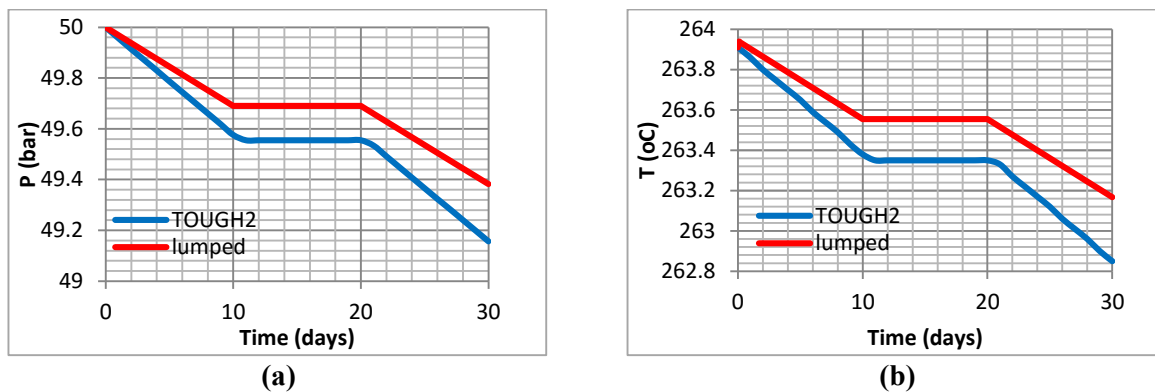 50
49.8
49.6
49.4
49.2
49
P (bar)
TOUGH2
lumped
0 10 20 30
Time (days)
(a)
264
263.8
263.6
263.4
263.2
263
262.8
T (oC)
TOUGH2
lumped
0 10 20 30
Time (days)
(b)